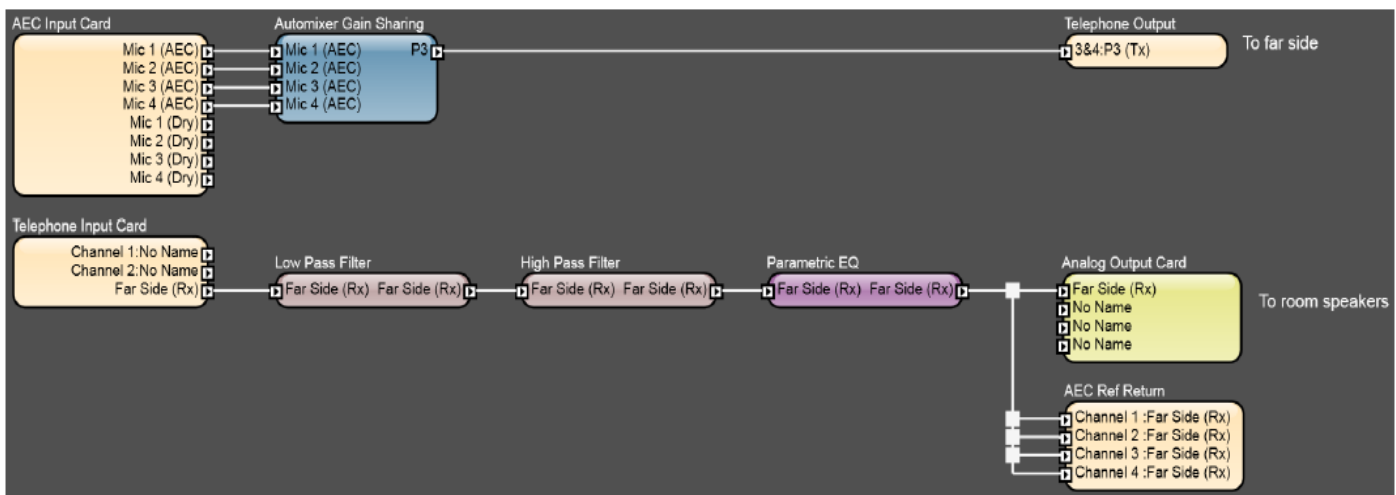 AEC Input Card
Mic 1 (AEC)
Mic 2 (AEC)
Mic 3 (AEC)
Mic 4 (AEC)
Mic 1 (Dry)
Mic 2 (Dry)
Mic 3 (Dry)
Mic 4 (Dry)
Automixer Gain Sharing
Mic 1 (AEC) P3
Mic 2 (AEC)
Mic 3 (AEC)
Mic 4 (AEC)
Telephone Output
3&4:P3 (Tx)
To far side
Telephone Input Card
Channel 1:No Name
Channel 2:No Name
Far Side (Rx)
Low Pass Filter
Far Side (Rx) Far Side (Rx)
High Pass Filter
Far Side (Rx) Far Side (Rx)
Parametric EQ
Far Side (Rx) Far Side (Rx)
Analog Output Card
Far Side (Rx)
No Name
No Name
No Name
To room speakers
AEC Ref Return
Channel 1 :Far Side (Rx)
Channel 2 :Far Side (Rx)
Channel 3 :Far Side (Rx)
Channel 4 :Far Side (Rx)